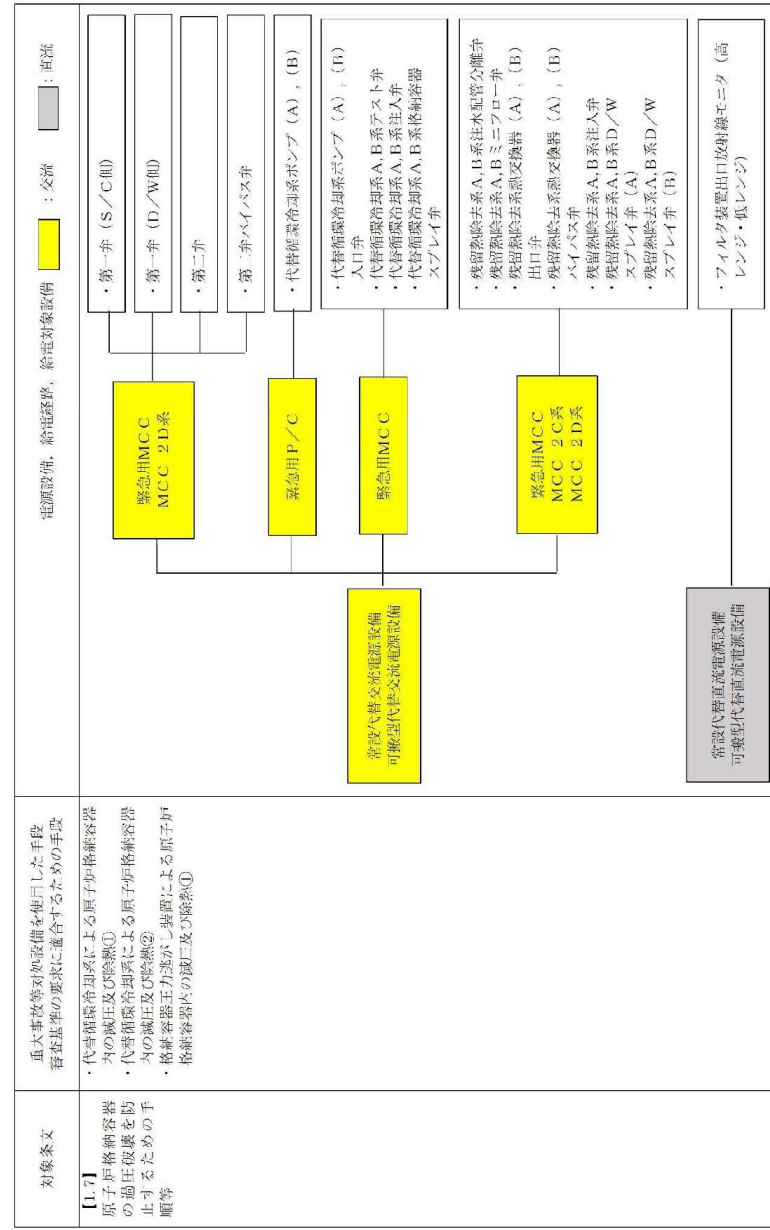 対象条文
重大事故等対処設備を使用した手段
審査基準の要求に適合するための手段
電源設備，給電経路，給電対象設備
：交流
：直流
【1.7】
原子炉格納容器
の過圧破壊を防
止するための手
順等
・代替循環冷却系による原子炉格納容器
内の減圧及び除熱①
・代替循環冷却系による原子炉格納容器
内の減圧及び除熱②
・格納容器圧力逃がし装置による原子炉
格納容器内の減圧及び除熱①
常設代替交流電源設備
可搬型代替交流電源設備
緊急用MCC
MCC 2D系
・第一弁（S／C側）
・第一弁（D／W側）
・第二弁
・第二弁バイパス弁
緊急用P／C
・代替循環冷却系ポンプ（A），（B）
緊急用MCC
・代替循環冷却系ポンプ（A），（B）
入口弁
・代替循環冷却系A,B系テスト弁
・代替循環冷却系A,B系注入弁
・代替循環冷却系A,B系格納容器
スプレイ弁
緊急用MCC
MCC 2C系
MCC 2D系
・残留熱除去系A,B系注水配管分離弁
・残留熱除去系A,Bミニフロー弁
・残留熱除去系熱交換器（A），（B）
出口弁
・残留熱除去系熱交換器（A），（B）
バイパス弁
・残留熱除去系A,B系注入弁
・残留熱除去系A,B系D／W
スプレイ弁（A）
・残留熱除去系A,B系D／W
スプレイ弁（B）
常設代替直流電源設備
可搬型代替直流電源設備
・フィルタ装置出口放射線モニタ（高
レンジ・低レンジ）